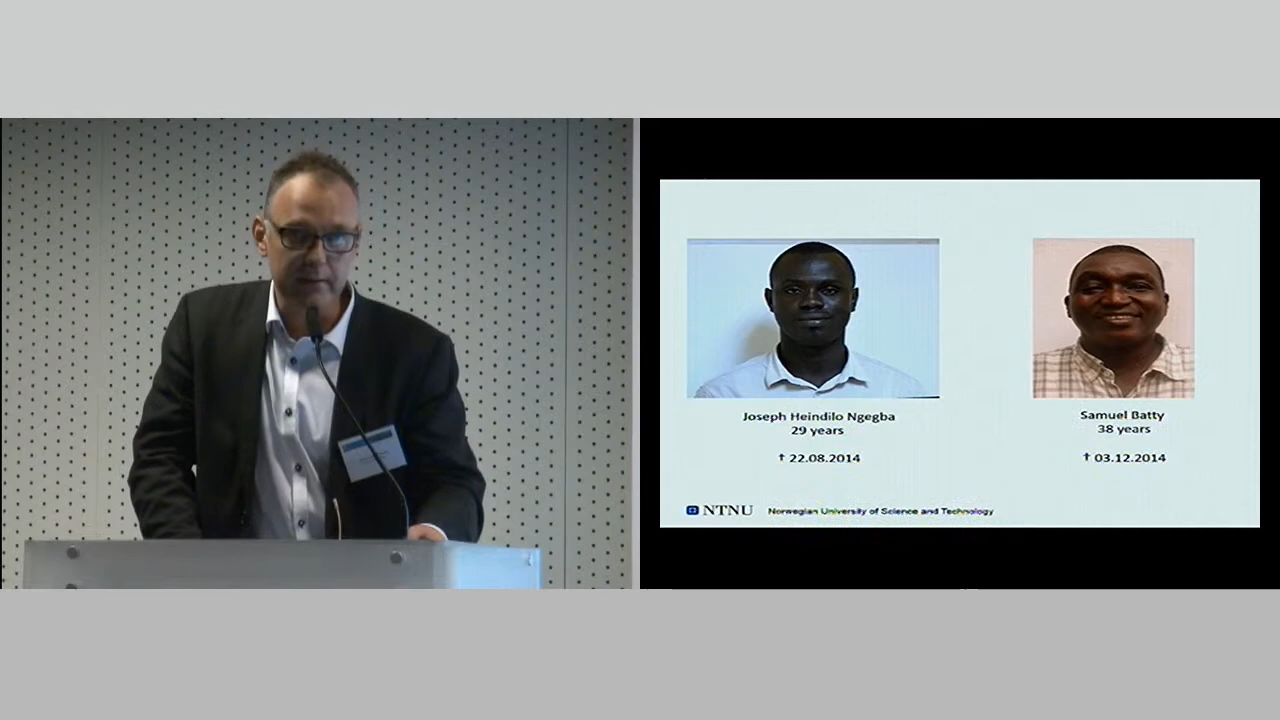 Joseph Heindilo Ngegba
29 years
† 22.08.2014
Samuel Batty
38 years
† 03.12.2014
NTNU Norwegian University of Science and Technology